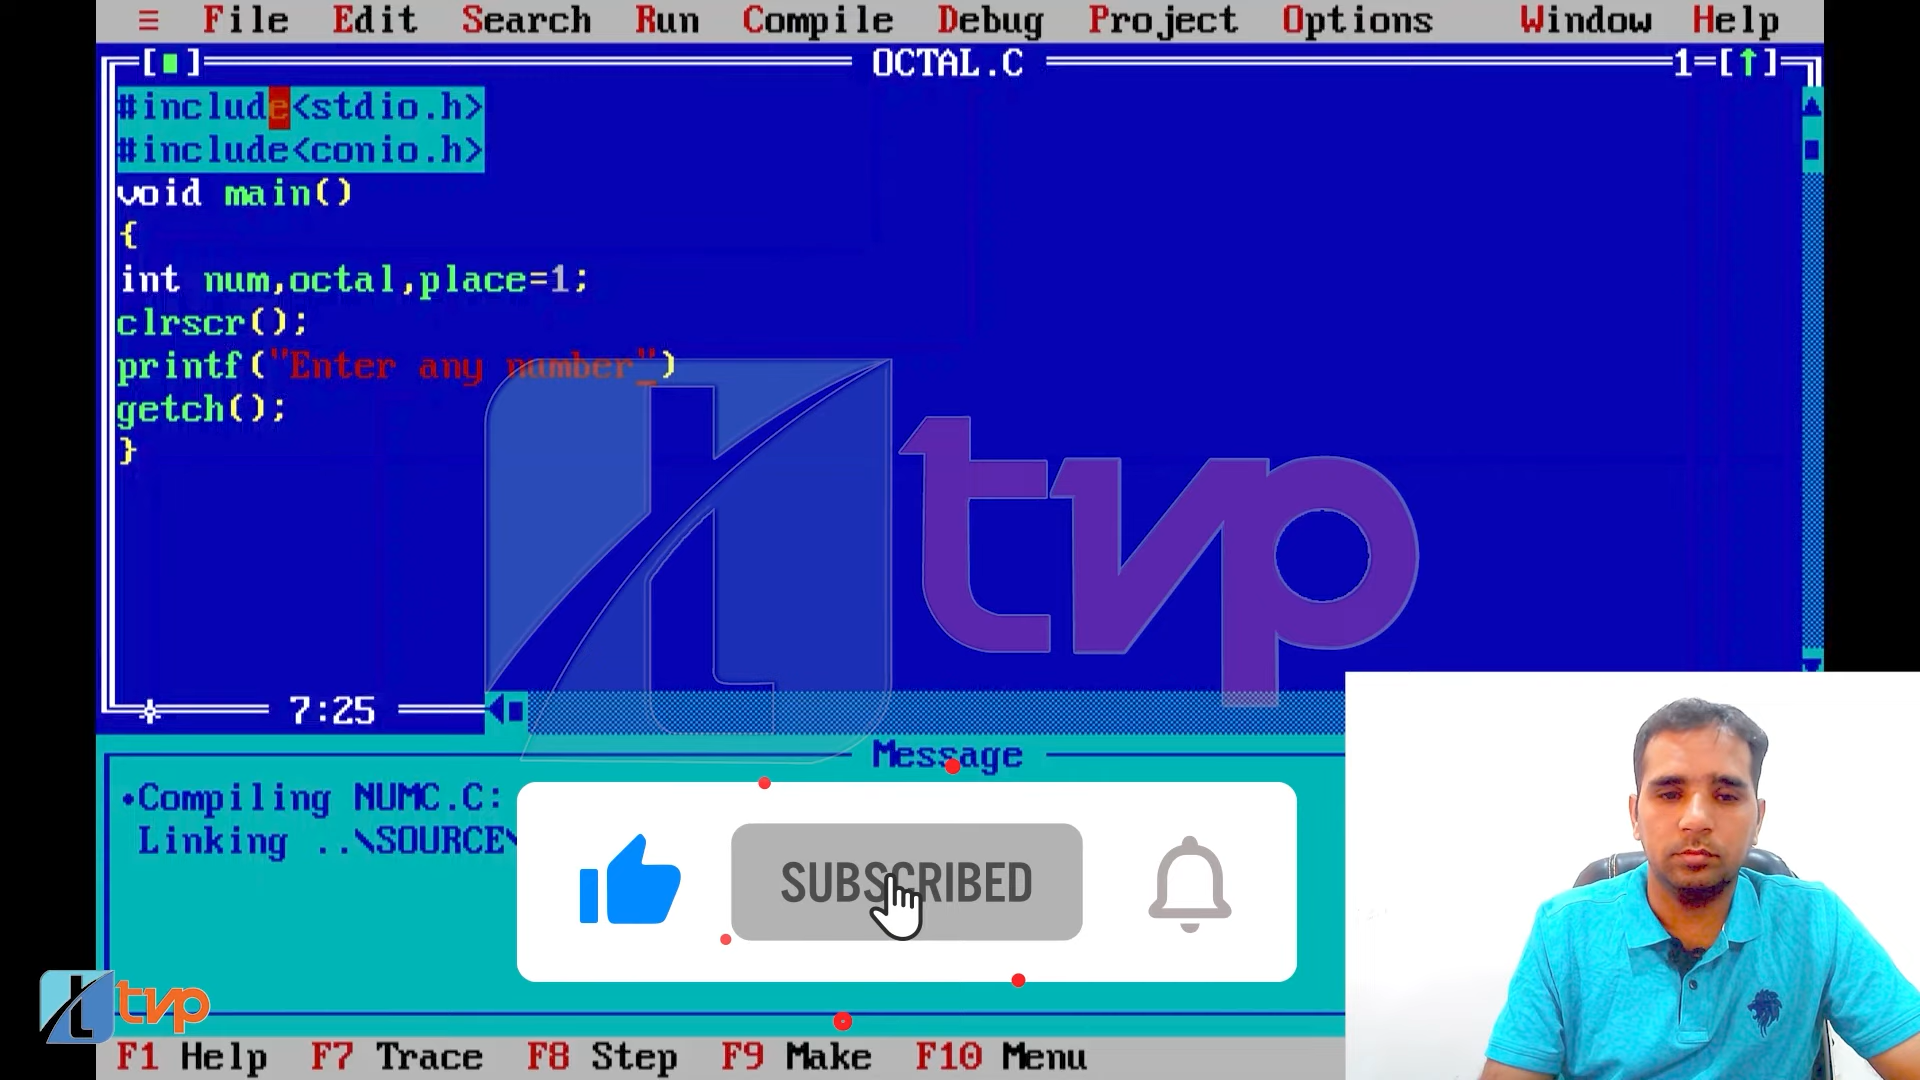 ≡ File Edit Search Run Compile Debug Project Options Window Help
[■] OCTAL.C 1=[↑]
#include<stdio.h>
#include<conio.h>
void main()
{
int num,octal,place=1;
clrscr();
printf("Enter any number")
getch();
}
tvp
7:25
Message
•Compiling NUMC.C:
Linking ..\SOURCE\
SUBSCRIBED
tvp
F1 Help F7 Trace F8 Step F9 Make F10 Menu